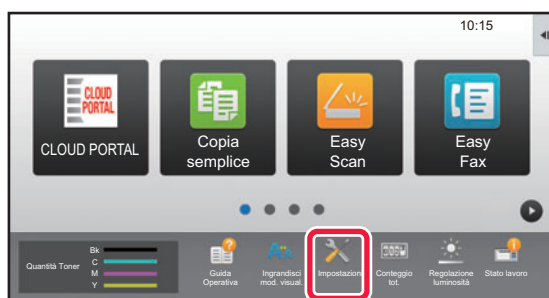 10:15
CLOUD
PORTAL
CLOUD PORTAL
Copia
semplice
Easy
Scan
Easy
Fax
Quantità Toner
Bk
C
M
Y
Guida
Operativa
Ingrandisci
mod. visual.
Impostazioni
Conteggio
tot.
Regolazione
luminosità
Stato lavoro